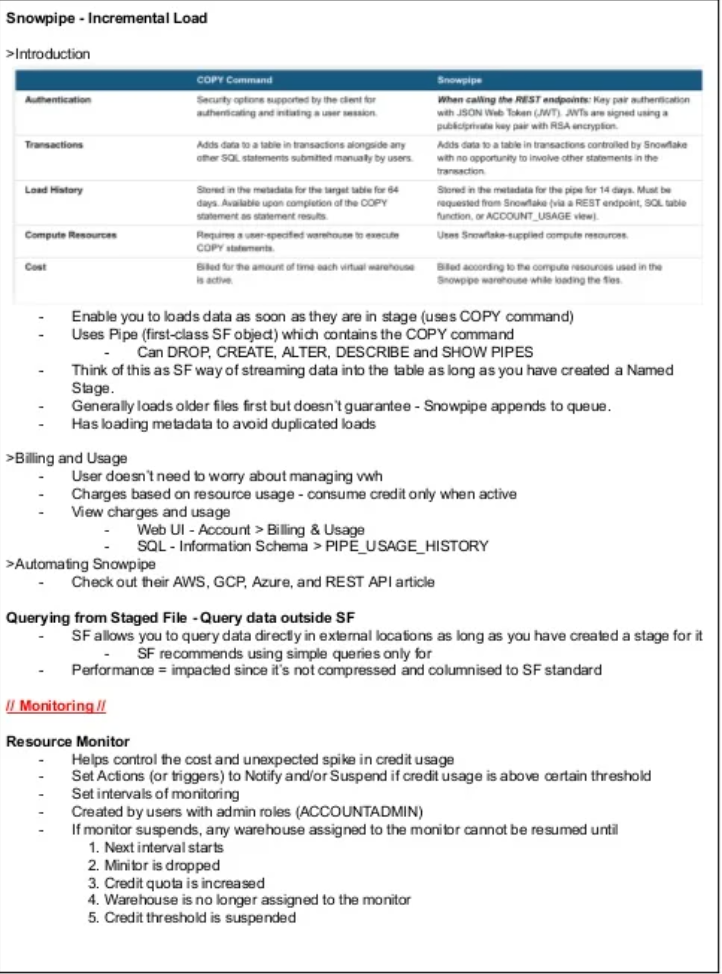 Snowpipe - Incremental Load
>Introduction
COPY Command Snowpipe
Authentication Security options supported by the client for When calling the REST endpoints: Key pair authentication
authenticating and initiating a user session. with JSON Web Token (JWT). JWTs are signed using a
public/private key pair with RSA encryption.
Transactions Adds data to a table in transactions alongside any Adds data to a table in transactions controlled by Snowflake
other SQL statements submitted manually by users. with no opportunity to involve other statements in the
transaction.
Load History Stored in the metadata for the target table for 64 Stored in the metadata for the pipe for 14 days. Must be
days. Available upon completion of the COPY requested from Snowflake (via a REST endpoint, SQL table
statement as statement results. function, or ACCOUNT_USAGE view).
Compute Resources Requires a user-specified warehouse to execute Uses Snowflake-supplied compute resources.
COPY statements.
Cost Billed for the amount of time each virtual warehouse Billed according to the compute resources used in the
is active. Snowpipe warehouse while loading the files.
- Enable you to loads data as soon as they are in stage (uses COPY command)
- Uses Pipe (first-class SF object) which contains the COPY command
- Can DROP, CREATE, ALTER, DESCRIBE and SHOW PIPES
- Think of this as SF way of streaming data into the table as long as you have created a Named
Stage.
- Generally loads older files first but doesn't guarantee - Snowpipe appends to queue.
- Has loading metadata to avoid duplicated loads
>Billing and Usage
- User doesn't need to worry about managing vwh
- Charges based on resource usage - consume credit only when active
- View charges and usage
- Web UI - Account > Billing & Usage
- SQL - Information Schema > PIPE_USAGE_HISTORY
>Automating Snowpipe
- Check out their AWS, GCP, Azure, and REST API article
Querying from Staged File - Query data outside SF
- SF allows you to query data directly in external locations as long as you have created a stage for it
- SF recommends using simple queries only for
- Performance = impacted since it's not compressed and columnised to SF standard
// Monitoring //
Resource Monitor
- Helps control the cost and unexpected spike in credit usage
- Set Actions (or triggers) to Notify and/or Suspend if credit usage is above certain threshold
- Set intervals of monitoring
- Created by users with admin roles (ACCOUNTADMIN)
- If monitor suspends, any warehouse assigned to the monitor cannot be resumed until
1. Next interval starts
2. Minitor is dropped
3. Credit quota is increased
4. Warehouse is no longer assigned to the monitor
5. Credit threshold is suspended